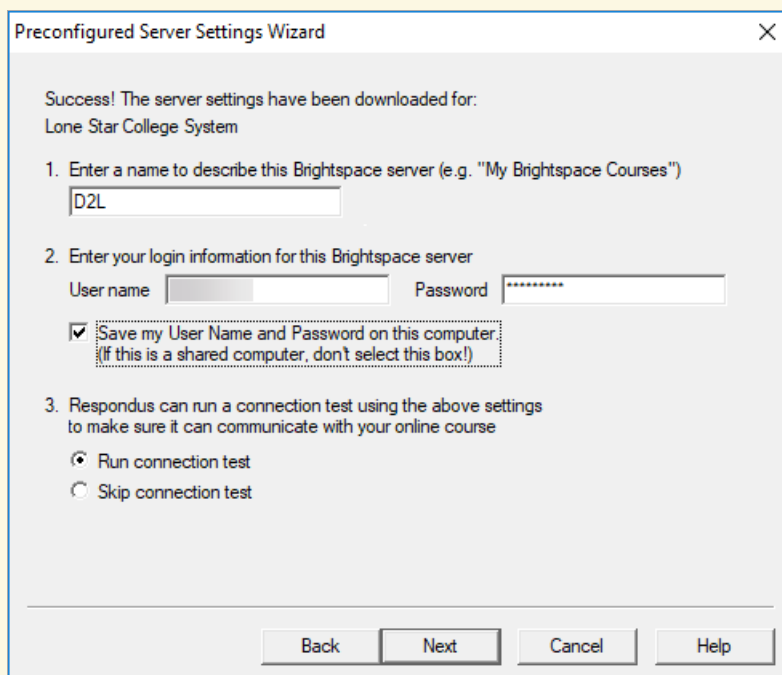 Preconfigured Server Settings Wizard
Success! The server settings have been downloaded for:
Lone Star College System
1. Enter a name to describe this Brightspace server (e.g. "My Brightspace Courses")
D2L
2. Enter your login information for this Brightspace server
User name Password *********
Save my User Name and Password on this computer.
(If this is a shared computer, don't select this box!)
3. Respondus can run a connection test using the above settings
to make sure it can communicate with your online course
Run connection test
Skip connection test
Back Next Cancel Help